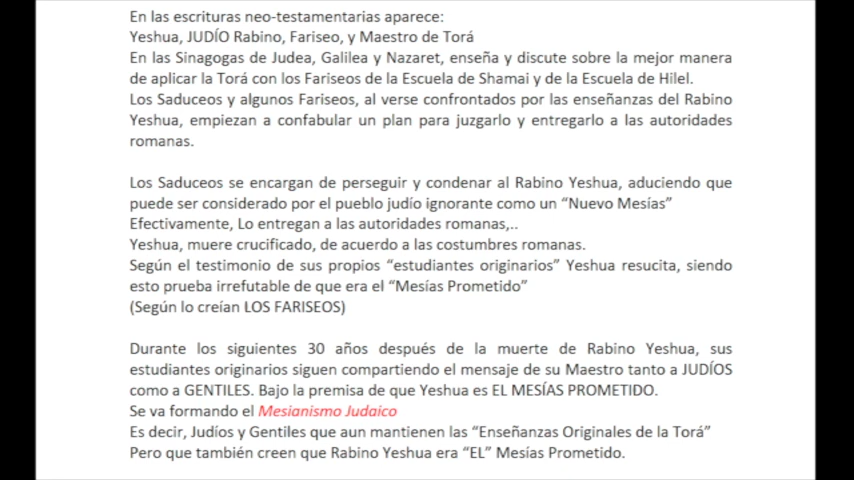 En las escrituras neo-testamentarias aparece:
Yeshua, JUDÍO Rabino, Fariseo, y Maestro de Torá
En las Sinagogas de Judea, Galilea y Nazaret, enseña y discute sobre la mejor manera
de aplicar la Torá con los Fariseos de la Escuela de Shamai y de la Escuela de Hilel.
Los Saduceos y algunos Fariseos, al verse confrontados por las enseñanzas del Rabino
Yeshua, empiezan a confabular un plan para juzgarlo y entregarlo a las autoridades
romanas.
Los Saduceos se encargan de perseguir y condenar al Rabino Yeshua, aduciendo que
puede ser considerado por el pueblo judío ignorante como un “Nuevo Mesías”
Efectivamente, Lo entregan a las autoridades romanas,..
Yeshua, muere crucificado, de acuerdo a las costumbres romanas.
Según el testimonio de sus propios “estudiantes originarios” Yeshua resucita, siendo
esto prueba irrefutable de que era el “Mesías Prometido”
(Según lo creían LOS FARISEOS)
Durante los siguientes 30 años después de la muerte de Rabino Yeshua, sus
estudiantes originarios siguen compartiendo el mensaje de su Maestro tanto a JUDÍOS
como a GENTILES. Bajo la premisa de que Yeshua es EL MESÍAS PROMETIDO.
Se va formando el Mesianismo Judaico
Es decir, Judíos y Gentiles que aun mantienen las “Enseñanzas Originales de la Torá”
Pero que también creen que Rabino Yeshua era “EL” Mesías Prometido.